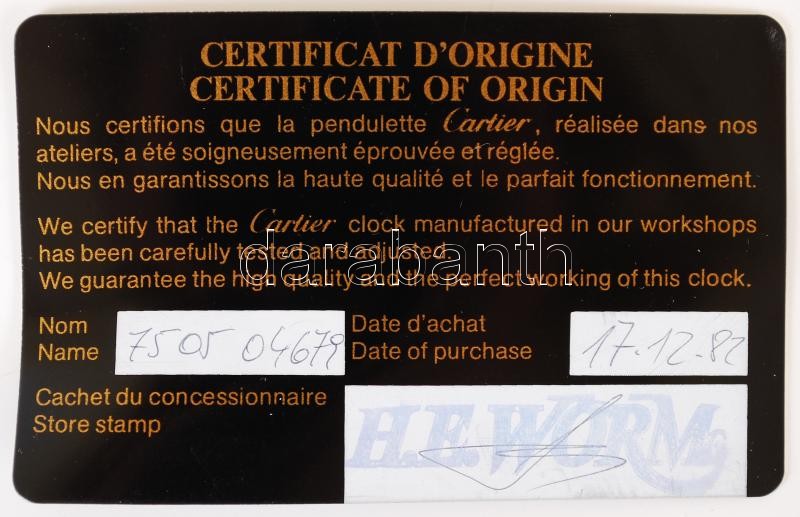 CERTIFICAT D'ORIGINE
CERTIFICATE OF ORIGIN
Nous certifions que la pendulette Cartier, réalisée dans nos
ateliers, a été soigneusement éprouvée et réglée.
Nous en garantissons la haute qualité et le parfait fonctionnement.
We certify that the Cartier clock manufactured in our workshops
has been carefully tested and adjusted.
darabanth
We guarantee the high quality and the perfect working of this clock.
Nom
Name
7505 04679
Date d'achat
Date of purchase
17.12.82
Cachet du concessionnaire
Store stamp
H.F. WORM